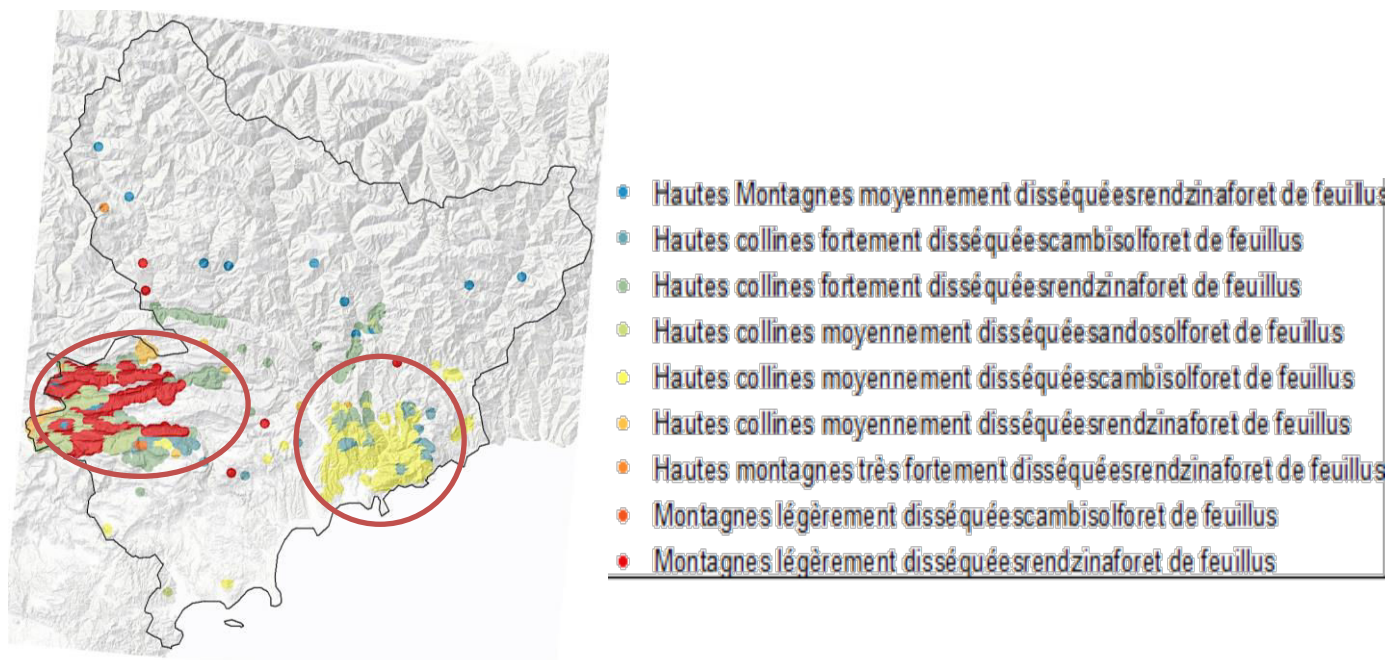 Hautes Montagnes moyennement disséquéesrendzinaforet de feuillus
Hautes collines fortement disséquéescambisolforet de feuillus
Hautes collines fortement disséquéesrendzinaforet de feuillus
Hautes collines moyennement disséquéesandosolforet de feuillus
Hautes collines moyennement disséquéescambisolforet de feuillus
Hautes collines moyennement disséquéesrendzinaforet de feuillus
Hautes montagnes très fortement disséquéesrendzinaforet de feuillus
Montagnes légèrement disséquéescambisolforet de feuillus
Montagnes légèrement disséquéesrendzinaforet de feuillus